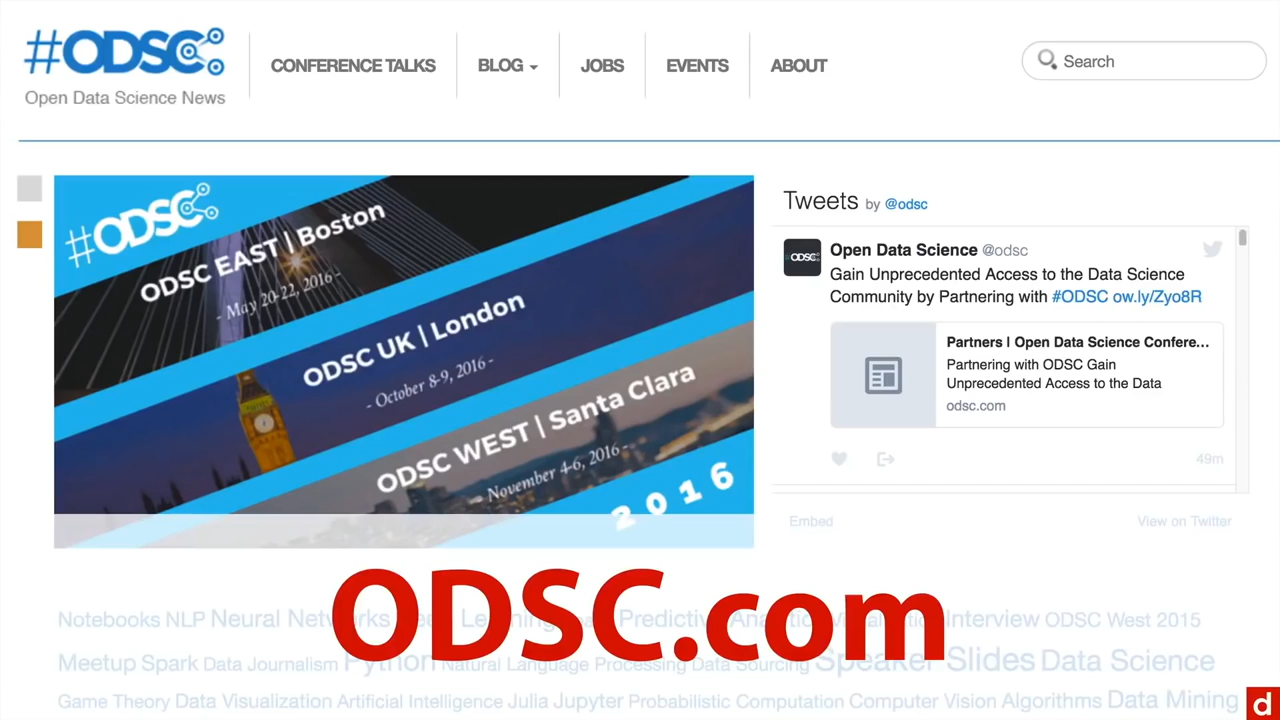 #ODSC
Open Data Science News
CONFERENCE TALKS
BLOG
JOBS
EVENTS
ABOUT
Search
#ODSC
ODSC EAST | Boston
- May 20-22, 2016 -
ODSC UK | London
- October 8-9, 2016 -
ODSC WEST | Santa Clara
- November 4-6, 2016 -
2016
Tweets by @odsc
#ODSC
Open Data Science @odsc
Gain Unprecedented Access to the Data Science
Community by Partnering with #ODSC ow.ly/Zyo8R
Partners | Open Data Science Confere...
Partnering with ODSC Gain
Unprecedented Access to the Data
odsc.com
49m
Embed
View on Twitter
ODSC.com
Notebooks NLP Neural Networks Interview ODSC West 2015
Meetup Spark Data Journalism Python Natural Language Processing Data Sourcing Speaker Slides Data Science
Game Theory Data Visualization Artificial Intelligence Julia Jupyter Probabilistic Computation Computer Vision Algorithms Data Mining
d